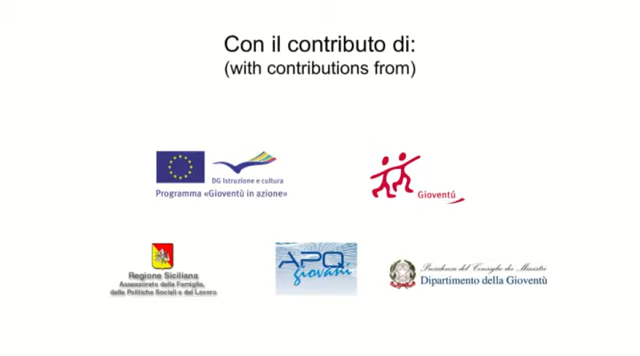 Con il contributo di:
(with contributions from)
DG Istruzione e cultura
Programma «Gioventù in azione»
Gioventù
Regione Siciliana
Assessorato della Famiglia,
delle Politiche Sociali e del Lavoro
APQ
giovani
Presidenza del Consiglio dei Ministri
Dipartimento della Gioventù